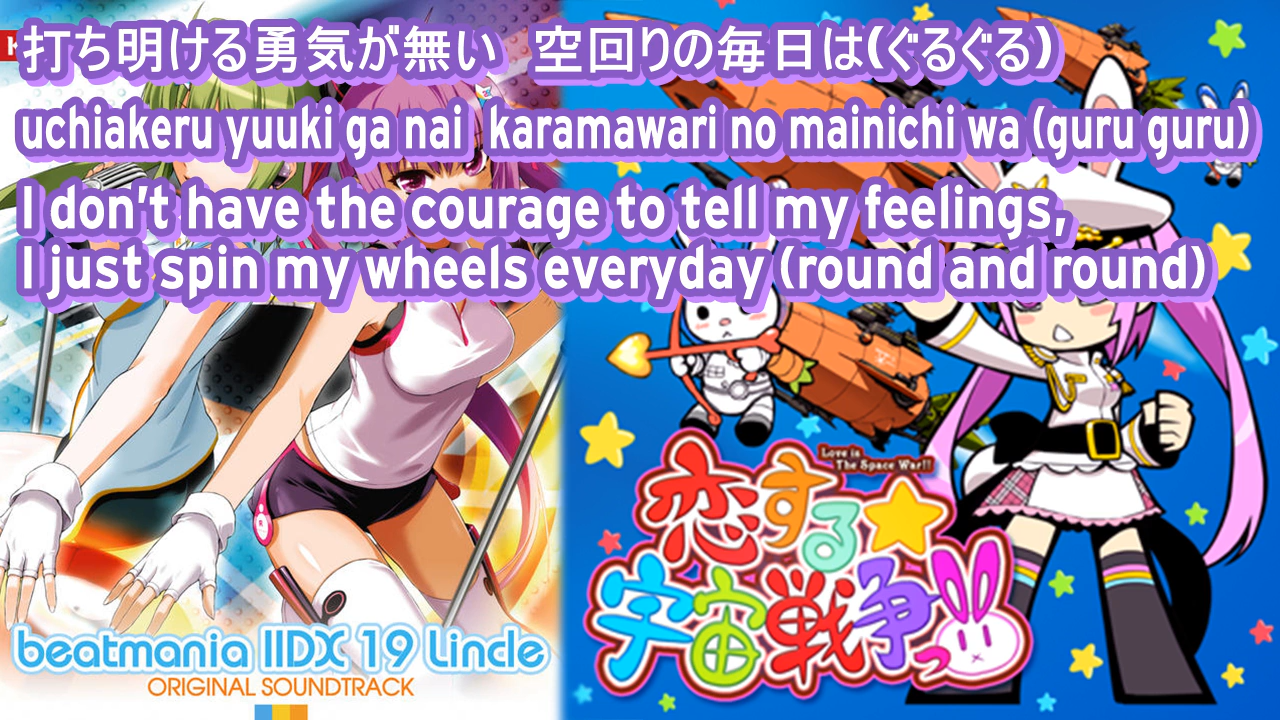 打ち明ける勇気が無い 空回りの毎日は(ぐるぐる)
uchiakeru yuuki ga nai karamawari no mainichi wa (guru guru)
I don't have the courage to tell my feelings,
I just spin my wheels everyday (round and round)
Love is
The Space War!!
恋する★
宇宙戦争っ
beatmania IIDX 19 Lincle
ORIGINAL SOUNDTRACK